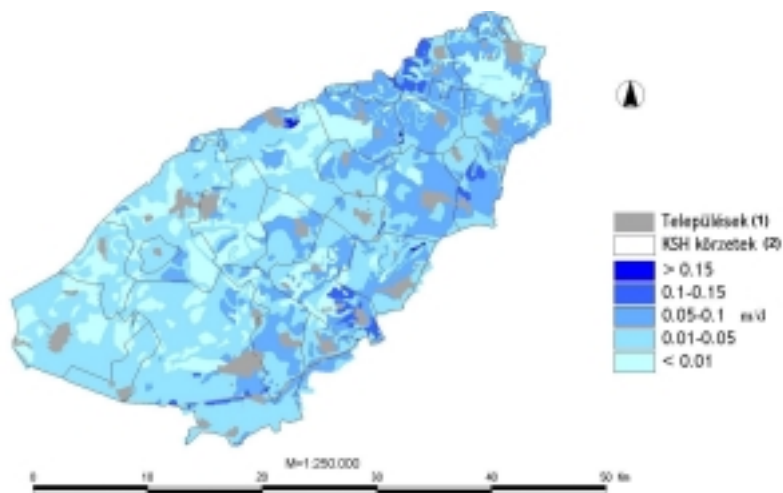 Települések (1)
KSH körzetek (2)
> 0.15
0.1-0.15
0.05-0.1 m/d
0.01-0.05
< 0.01
M=1:250.000
0 10 20 30 40 50 Km